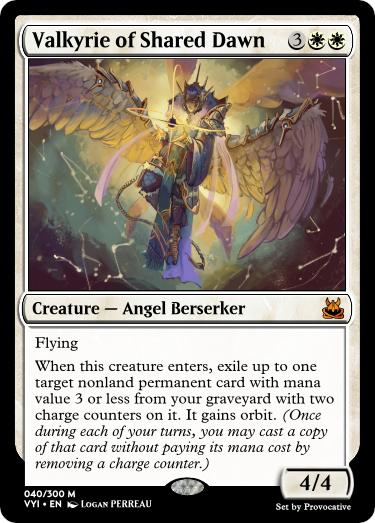 Valkyrie of Shared Dawn 3
Creature — Angel Berserker
Flying
When this creature enters, exile up to one
target nonland permanent card with mana
value 3 or less from your graveyard with two
charge counters on it. It gains orbit. (Once
during each of your turns, you may cast a copy
of that card without paying its mana cost by
removing a charge counter.)
4/4
040/300 M
VYI • EN Logan Perreau
Set by Provocative